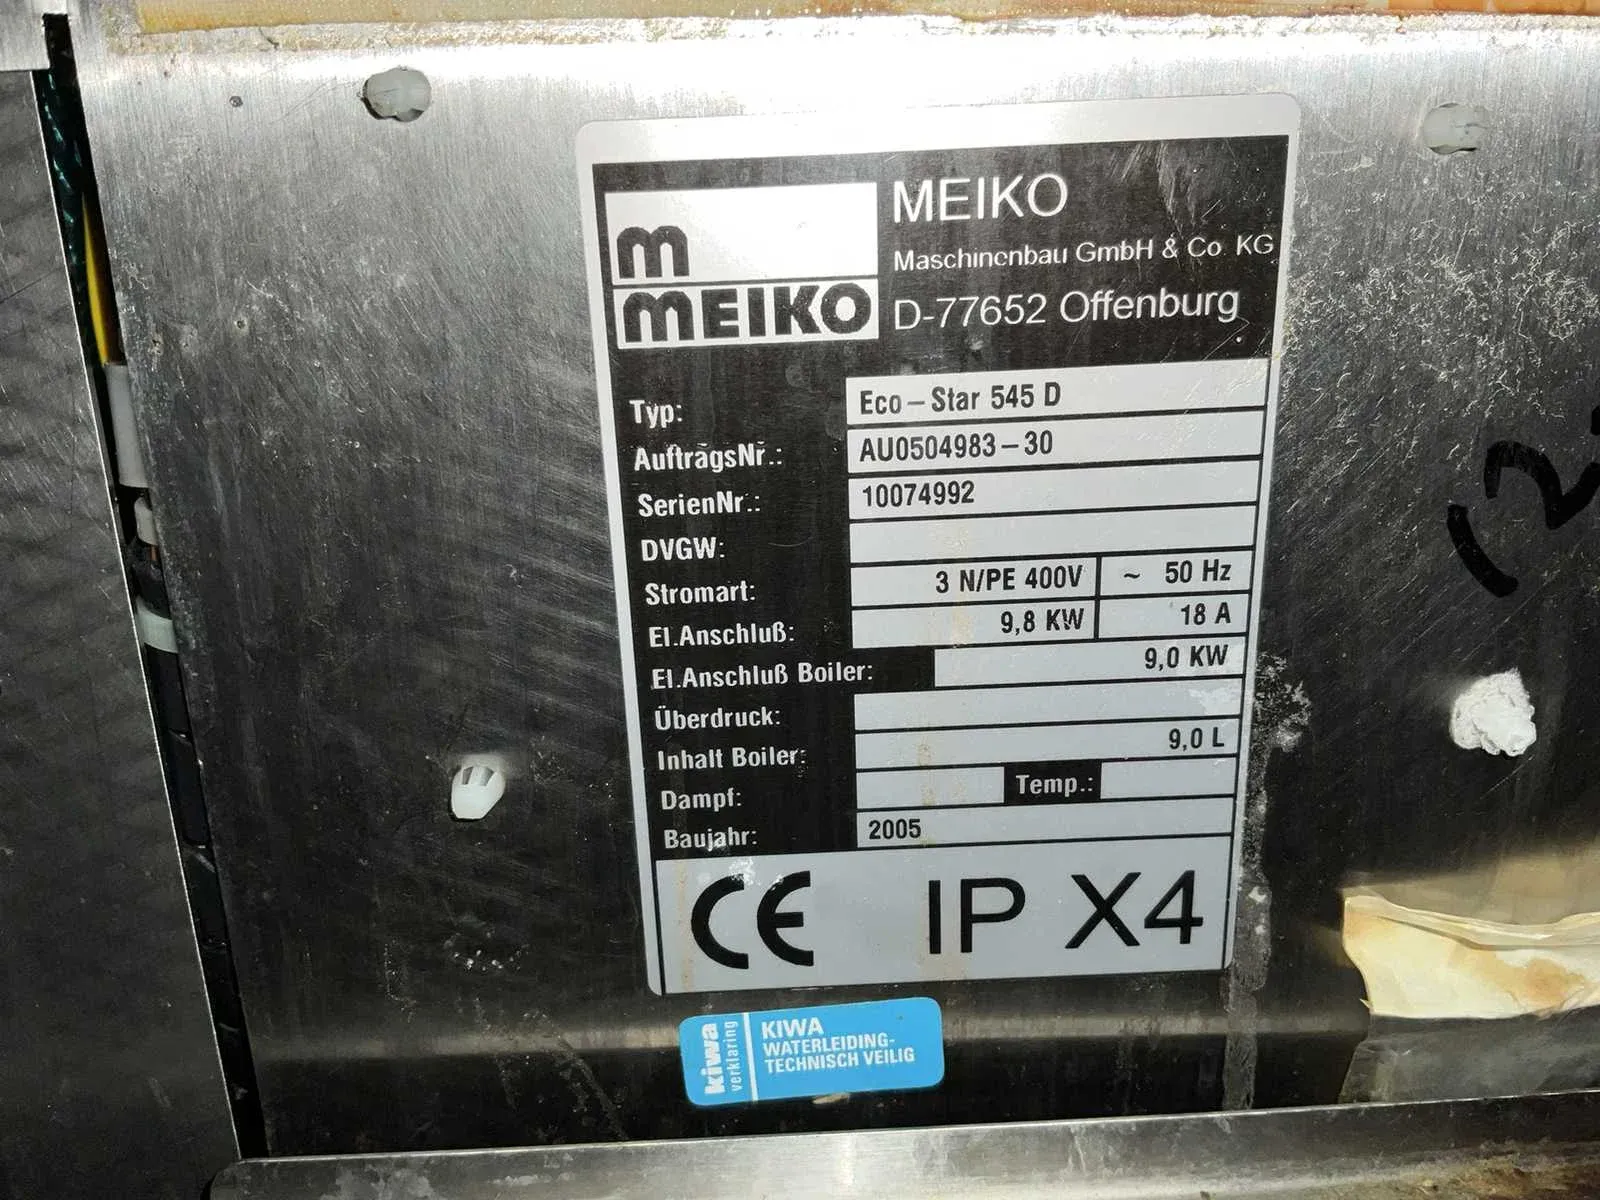 m
MEIKO
MEIKO
Maschinenbau GmbH & Co KG
D-77652 Offenburg
Typ: Eco-Star 545 D
AuftragsNr.: AU0504983-30
SerienNr.: 10074992
DVGW:
Stromart: 3 N/PE 400V ~ 50 Hz
El.Anschluß: 9,8 KW 18 A
El.Anschluß Boiler: 9,0 KW
Überdruck:
Inhalt Boiler: 9,0 L
Dampf: Temp.:
Baujahr: 2005
CE IP X4
kiwa
verklaring
KIWA
WATERLEIDING-
TECHNISCH VEILIG